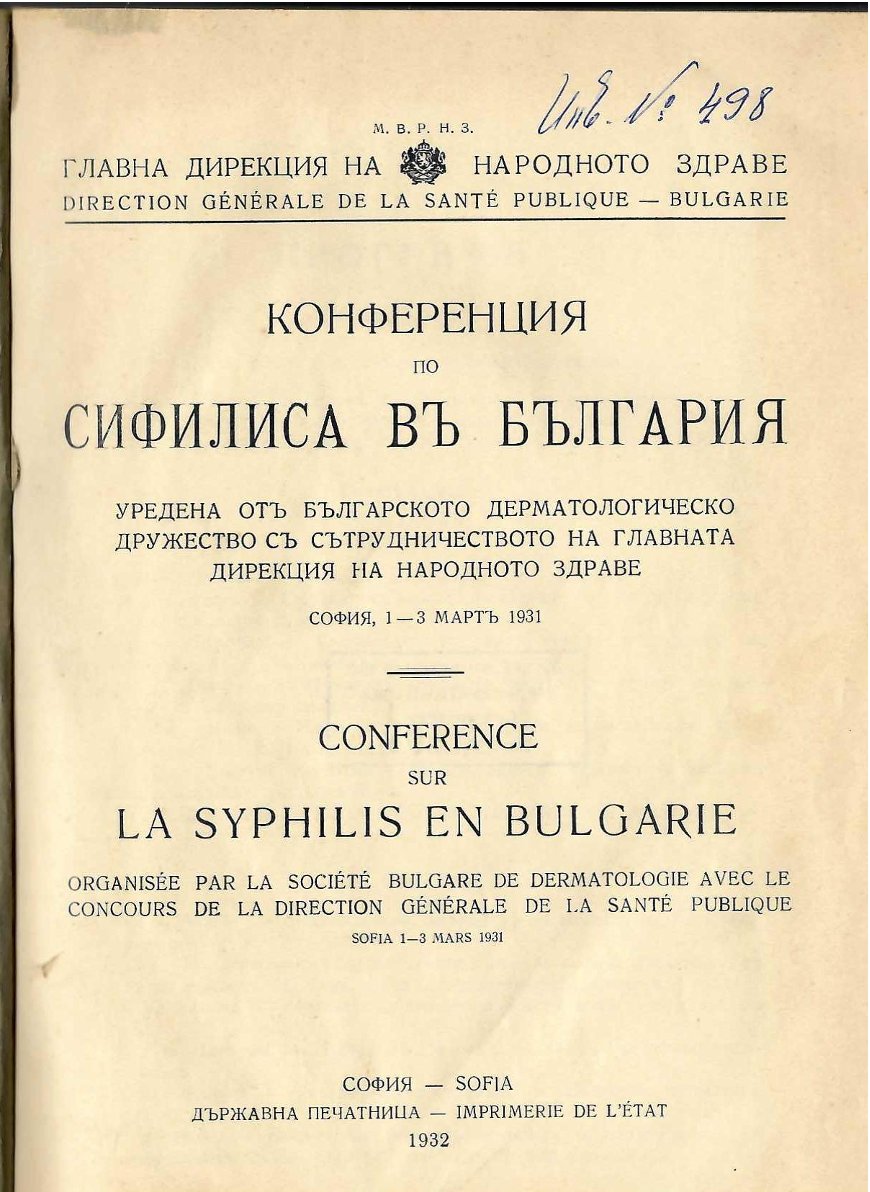 Инв. № 498
М. В. Р. Н. З.
ГЛАВНА ДИРЕКЦИЯ НА НАРОДНОТО ЗДРАВЕ
DIRECTION GÉNÉRALE DE LA SANTÉ PUBLIQUE — BULGARIE
КОНФЕРЕНЦИЯ
ПО
СИФИЛИСА ВЪ БЪЛГАРИЯ
УРЕДЕНА ОТЪ БЪЛГАРСКОТО ДЕРМАТОЛОГИЧЕСКО
ДРУЖЕСТВО СЪ СЪТРУДНИЧЕСТВОТО НА ГЛАВНАТА
ДИРЕКЦИЯ НА НАРОДНОТО ЗДРАВЕ
СОФИЯ, 1 — 3 МАРТЪ 1931
CONFERENCE
SUR
LA SYPHILIS EN BULGARIE
ORGANISÉE PAR LA SOCIÉTÉ BULGARE DE DERMATOLOGIE AVEC LE
CONCOURS DE LA DIRECTION GÉNÉRALE DE LA SANTÉ PUBLIQUE
SOFIA 1—3 MARS 1931
СОФИЯ — SOFIA
ДЪРЖАВНА ПЕЧАТНИЦА — IMPRIMERIE DE L'ÉTAT
1932